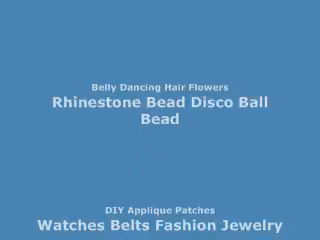 Belly Dancing Hair Flowers
Rhinestone Bead Disco Ball
Bead
DIY Applique Patches
Watches Belts Fashion Jewelry